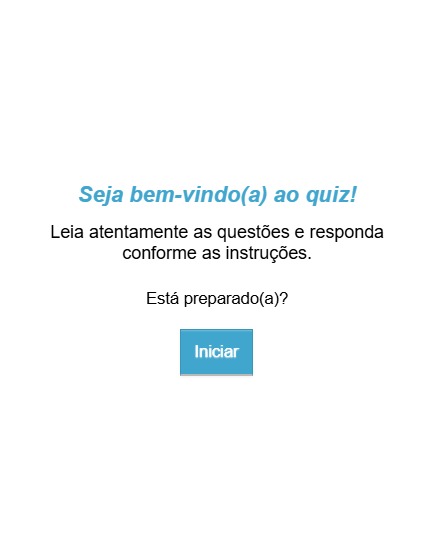 Seja bem-vindo(a) ao quiz!
Leia atentamente as questões e responda
conforme as instruções.
Está preparado(a)?
Iniciar